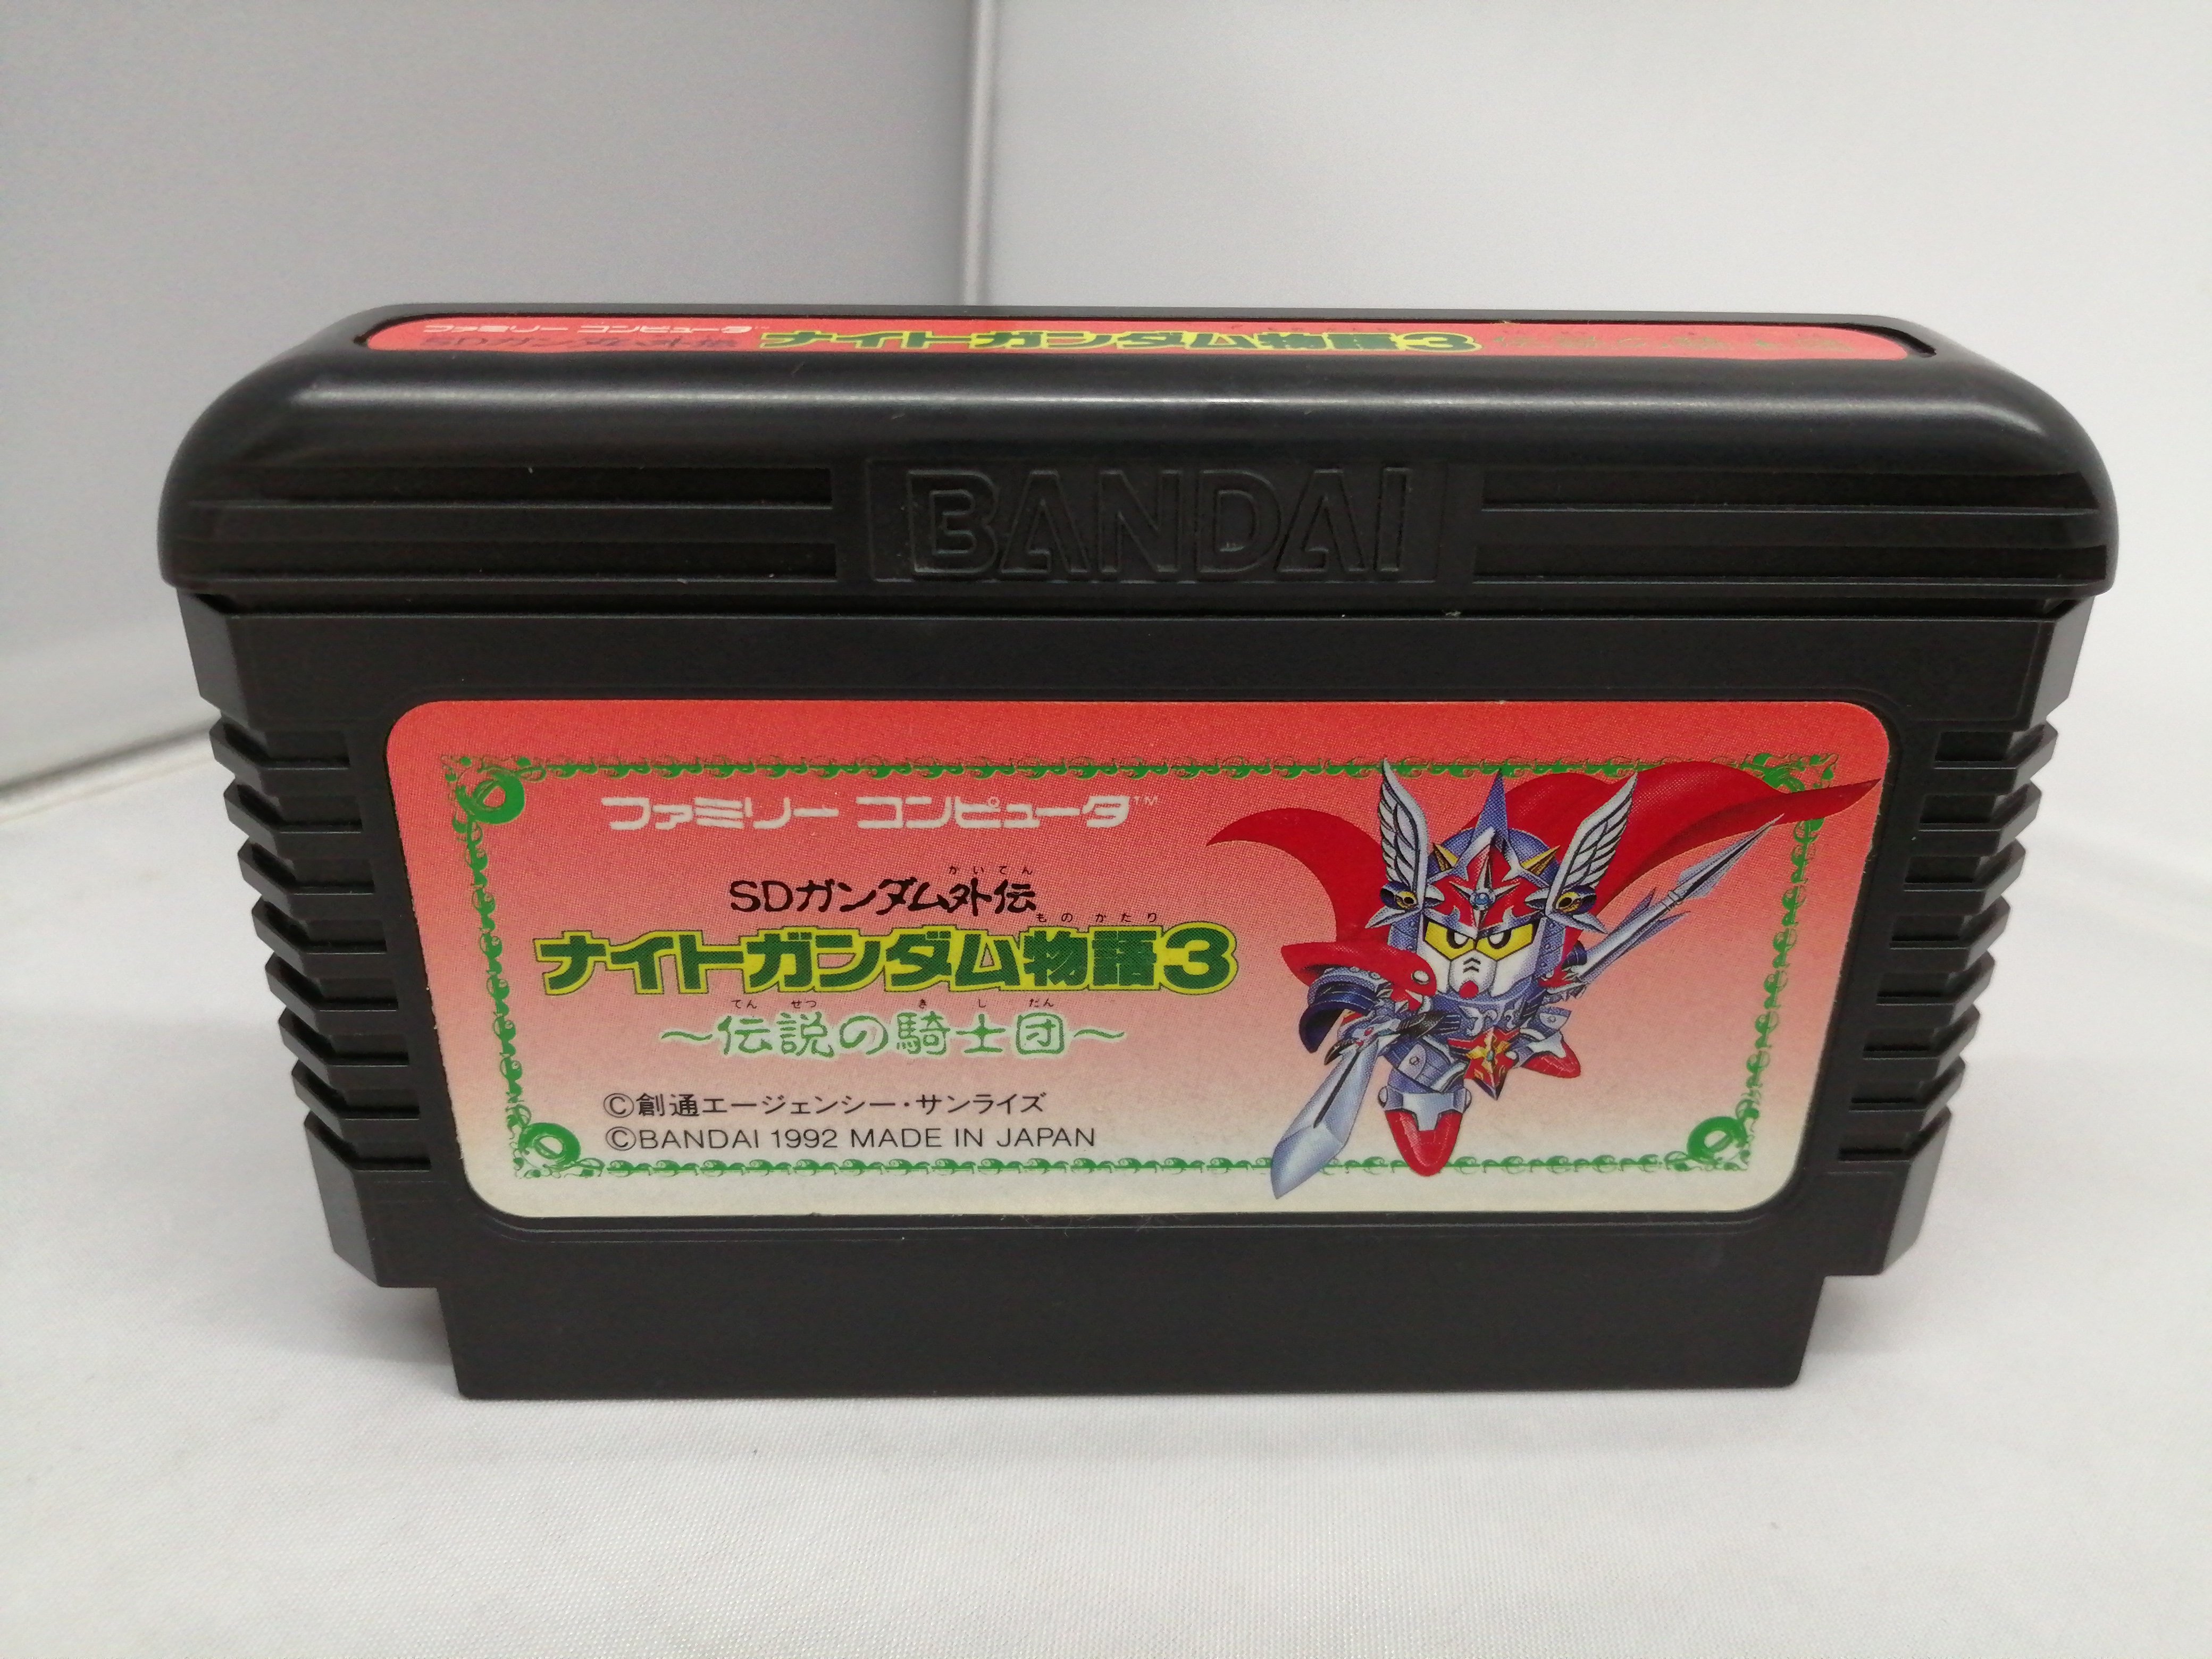 ファミリー コンピュータ™
SDガンダム外伝 ナイトガンダム物語3
BANDAI
ファミリー コンピュータ™
がいでん
SDガンダム外伝
ものがたり
ナイトガンダム物語3
でんせつ きしだん
～伝説の騎士団～
©創通エージェンシー・サンライズ
©BANDAI 1992 MADE IN JAPAN